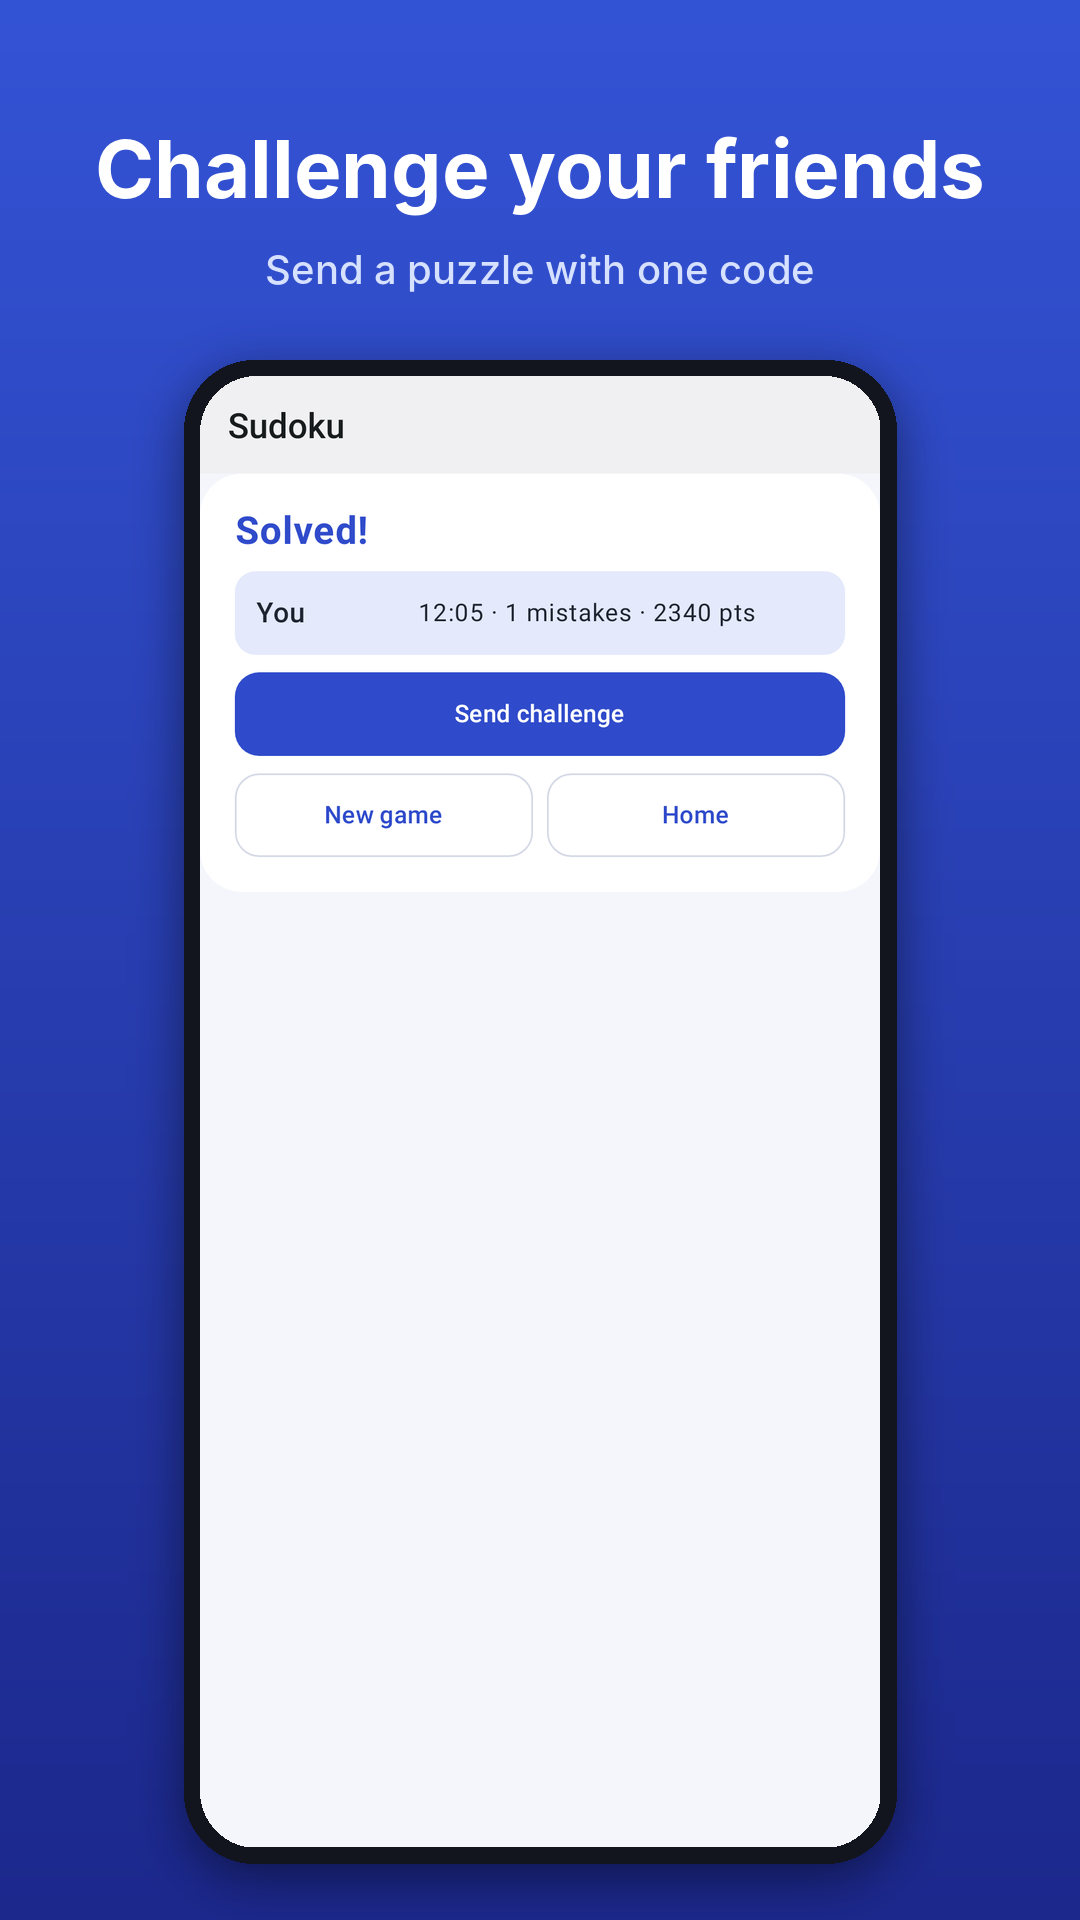 Challenge your friends
Send a puzzle with one code
Sudoku
Solved!
You 12:05 · 1 mistakes · 2340 pts
Send challenge
New game Home